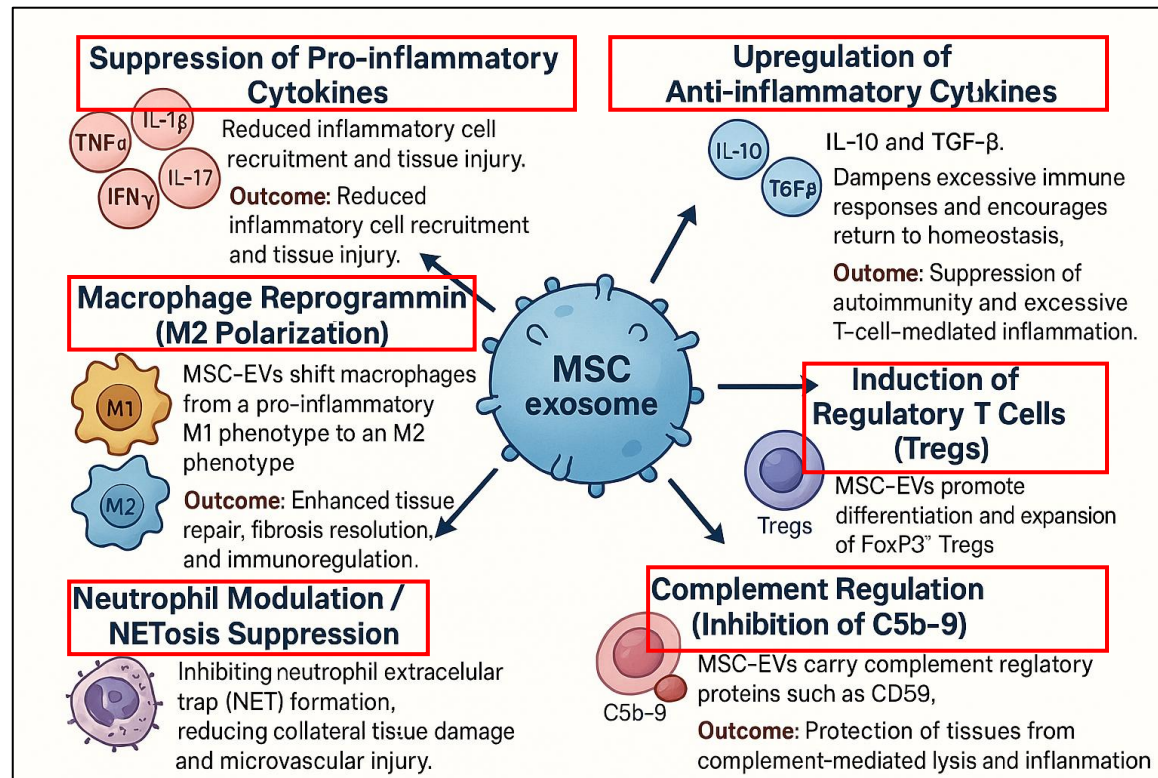 Suppression of Pro-inflammatory
Cytokines
TNFα
IL-1β
IFNγ
IL-17
Reduced inflammatory cell
recruitment and tissue injury.
Outcome: Reduced
inflammatory cell recruitment
and tissue injury.
Upregulation of
Anti-inflammatory Cytkines
IL-10
T6Fβ
IL-10 and TGF-β.
Dampens excessive immune
responses and encourages
return to homeostasis,
Outome: Suppression of
autoimmunity and excessive
T-cell-mediated inflammation.
Macrophage Reprogrammin
(M2 Polarization)
M1
M2
MSC-EVs shift macrophages
from a pro-inflammatory
M1 phenotype to an M2
phenotype
Outcome: Enhanced tissue
repair, fibrosis resolution,
and immunoregulation.
MSC
exosome
Induction of
Regulatory T Cells
(Tregs)
Tregs
MSC-EVs promote
differentiation and expansion
of FoxP3" Tregs
Neutrophil Modulation /
NETosis Suppression
Inhibiting neutrophil extracelular
trap (NET) formation,
reducing collateral tissue damage
and microvascular injury.
Complement Regulation
(Inhibition of C5b-9)
C5b-9
MSC-EVs carry complement reglatory
proteins such as CD59,
Outcome: Protection of tissues from
complement-mediated lysis and inflanmation